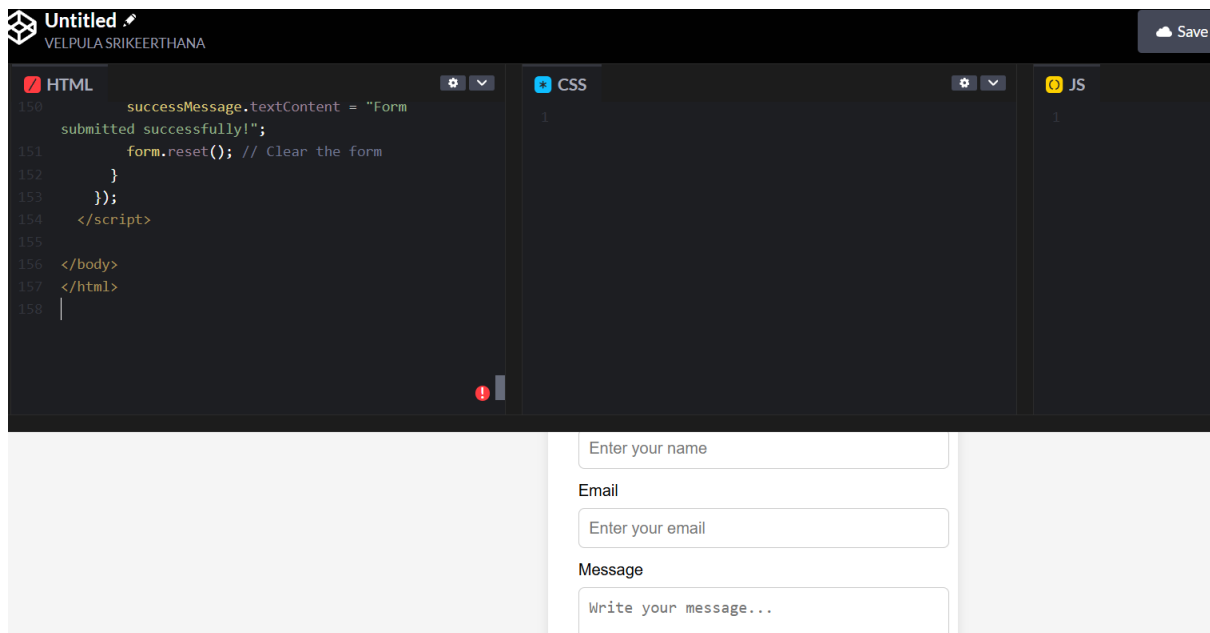 Untitled
VELPULA SRIKEERTHANA
Save
HTML
150 successMessage.textContent = "Form
submitted successfully!";
151 form.reset(); // Clear the form
152 }
153 });
154 </script>
155
156 </body>
157 </html>
158
CSS
1
JS
1
Enter your name
Email
Enter your email
Message
Write your message...